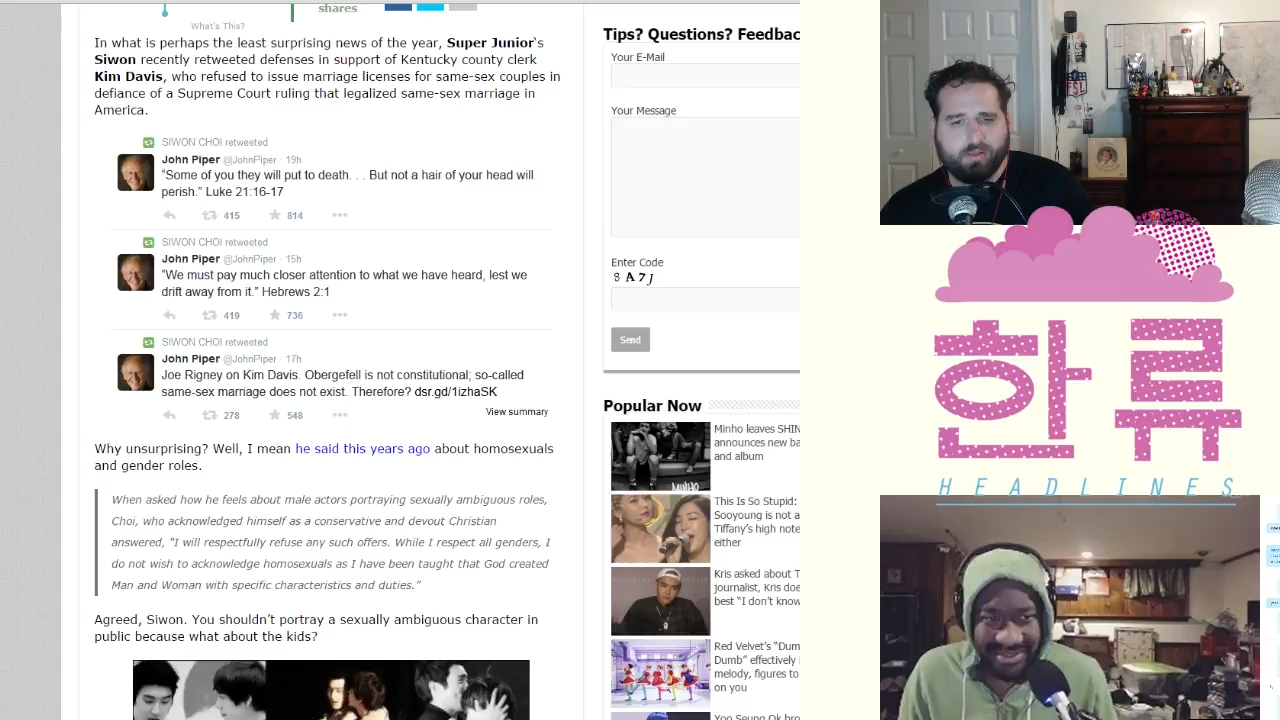 What's This?
shares
In what is perhaps the least surprising news of the year, Super Junior`s
Siwon recently retweeted defenses in support of Kentucky county clerk
Kim Davis, who refused to issue marriage licenses for same-sex couples in
defiance of a Supreme Court ruling that legalized same-sex marriage in
America.
SIWON CHOI retweeted
John Piper @JohnPiper · 19h
“Some of you they will put to death. . . But not a hair of your head will
perish.” Luke 21:16-17
415 814
SIWON CHOI retweeted
John Piper @JohnPiper · 15h
“We must pay much closer attention to what we have heard, lest we
drift away from it.” Hebrews 2:1
419 736
SIWON CHOI retweeted
John Piper @JohnPiper · 17h
Joe Rigney on Kim Davis. Obergefell is not constitutional; so-called
same-sex marriage does not exist. Therefore? dsr.gd/1izhaSK
View summary
278 548
Why unsurprising? Well, I mean he said this years ago about homosexuals
and gender roles.
When asked how he feels about male actors portraying sexually ambiguous roles,
Choi, who acknowledged himself as a conservative and devout Christian
answered, “I will respectfully refuse any such offers. While I respect all genders, I
do not wish to acknowledge homosexuals as I have been taught that God created
Man and Woman with specific characteristics and duties.”
Agreed, Siwon. You shouldn’t portray a sexually ambiguous character in
public because what about the kids?
Tips? Questions? Feedbac
Your E-Mail
Your Message
Enter Code
8 A 7 J
Send
Popular Now
Minho leaves SHIN
announces new ba
and album
MINHO
This Is So Stupid:
Sooyoung is not a
Tiffany’s high note
either
Kris asked about T
journalist, Kris doe
best “I don’t know
Red Velvet’s “Dum
Dumb” effectively
melody, figures to
on you
Yoo Seung Ok bro
NFL
한류
HEADLINES